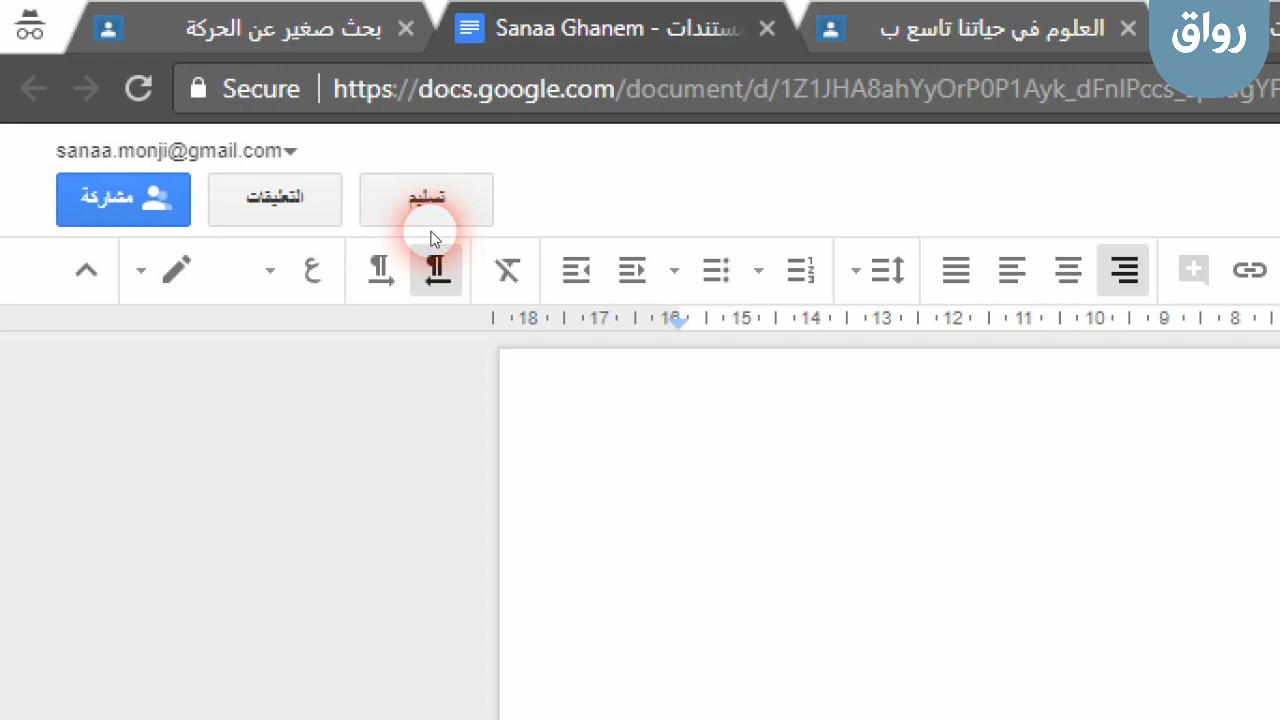 بحث صغير عن الحركة
Sanaa Ghanem - مستندات
العلوم في حياتنا تاسع ب
رواق
Secure
https://docs.google.com/document/d/1Z1JHA8ahYyOrP0P1Ayk_dFnIPccs_
sanaa.monji@gmail.com
مشاركة
التعليقات
تسليم
ع
18 17 16 15 14 13 12 11 10 9 8